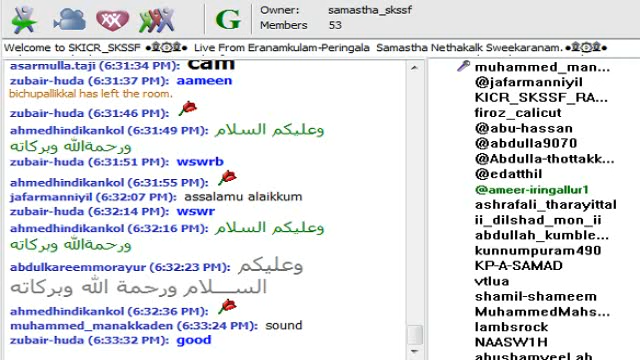 Owner: samastha_skssf
Members 53
G
Welcome to SKICR_SKSSF ●๋•۞●๋• Live From Eranamkulam-Peringala Samastha Nethakalk Sweekaranam.●๋•۞●๋•
asarmulla.taji (6:31:34 PM): cam
zubair-huda (6:31:37 PM): aameen
bichupallikkal has left the room.
zubair-huda (6:31:46 PM):
ahmedhindikankol (6:31:49 PM): وعليكم السلام
ورحمةالله وبركاته
zubair-huda (6:31:51 PM): wswrb
ahmedhindikankol (6:31:55 PM):
jafarmanniyil (6:32:07 PM): assalamu alaikkum
zubair-huda (6:32:14 PM): wswr
ahmedhindikankol (6:32:16 PM): وعليكم السلام
ورحمةالله وبركاته
abdulkareemmorayur (6:32:23 PM): وعليكم
الســـلام ورحمة الله وبركاته
ahmedhindikankol (6:32:36 PM):
muhammed_manakkaden (6:33:24 PM): sound
zubair-huda (6:33:32 PM): good
muhammed_man...
@jafarmanniyil
KICR_SKSSF_RA...
firoz_calicut
@abu-hassan
@abdulla9070
@Abdulla-thottakk...
@edatthil
@ameer-iringallur1
ashrafali_tharayittal
ii_dilshad_mon_ii
abdullah_kumble...
kunnumpuram490
KP-A-SAMAD
vtlua
shamil-shameem
MuhammedMahs...
lambsrock
NAASW1H
abushamveeLah